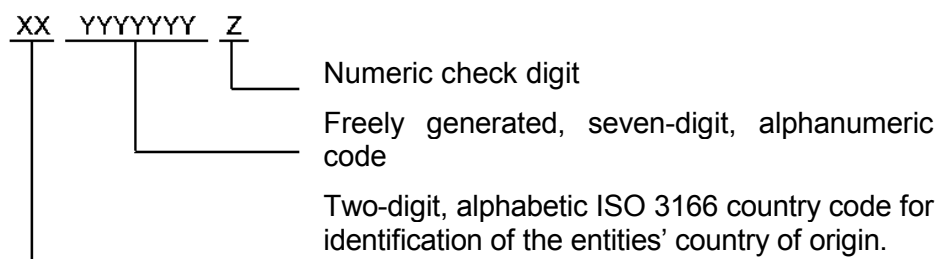 XX YYYYYYY Z
Numeric check digit
Freely generated, seven-digit, alphanumeric
code
Two-digit, alphabetic ISO 3166 country code for
identification of the entities’ country of origin.